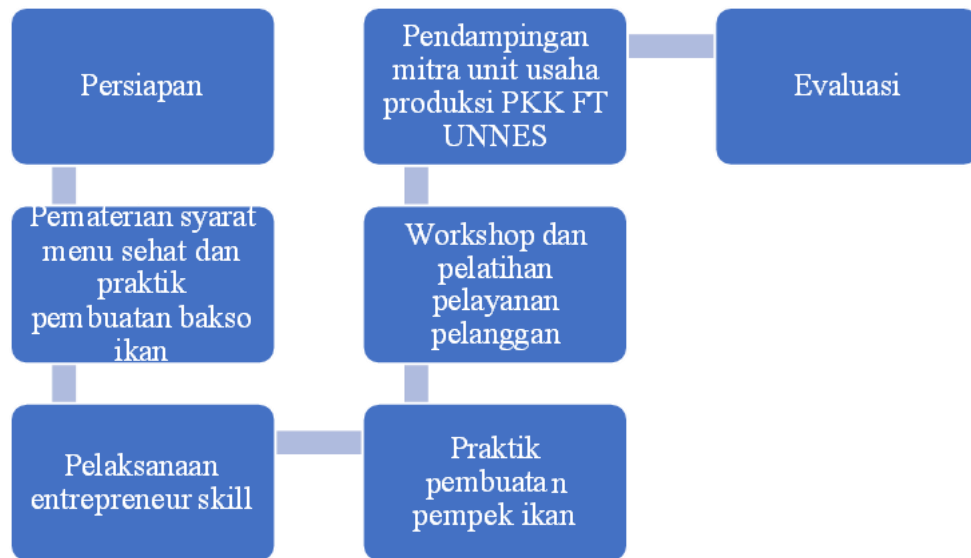 Persiapan
Pematerian syarat
menu sehat dan
praktik
pembuatan bakso
ikan
Pelaksanaan
entrepreneur skill
Praktik
pembuatan
pempek ikan
Workshop dan
pelatihan
pelayanan
pelanggan
Pendampingan
mitra unit usaha
produksi PKK FT
UNNES
Evaluasi